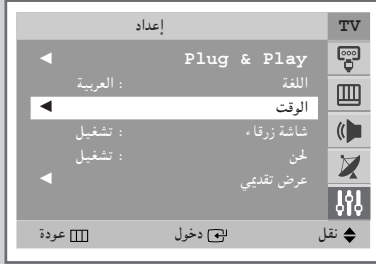 TV
إعداد
Plug & Play
اللغة : العربية
الوقت
شاشة زرقاء : تشغيل
لحن : تشغيل
عرض تقديمي
نقل دخول عودة